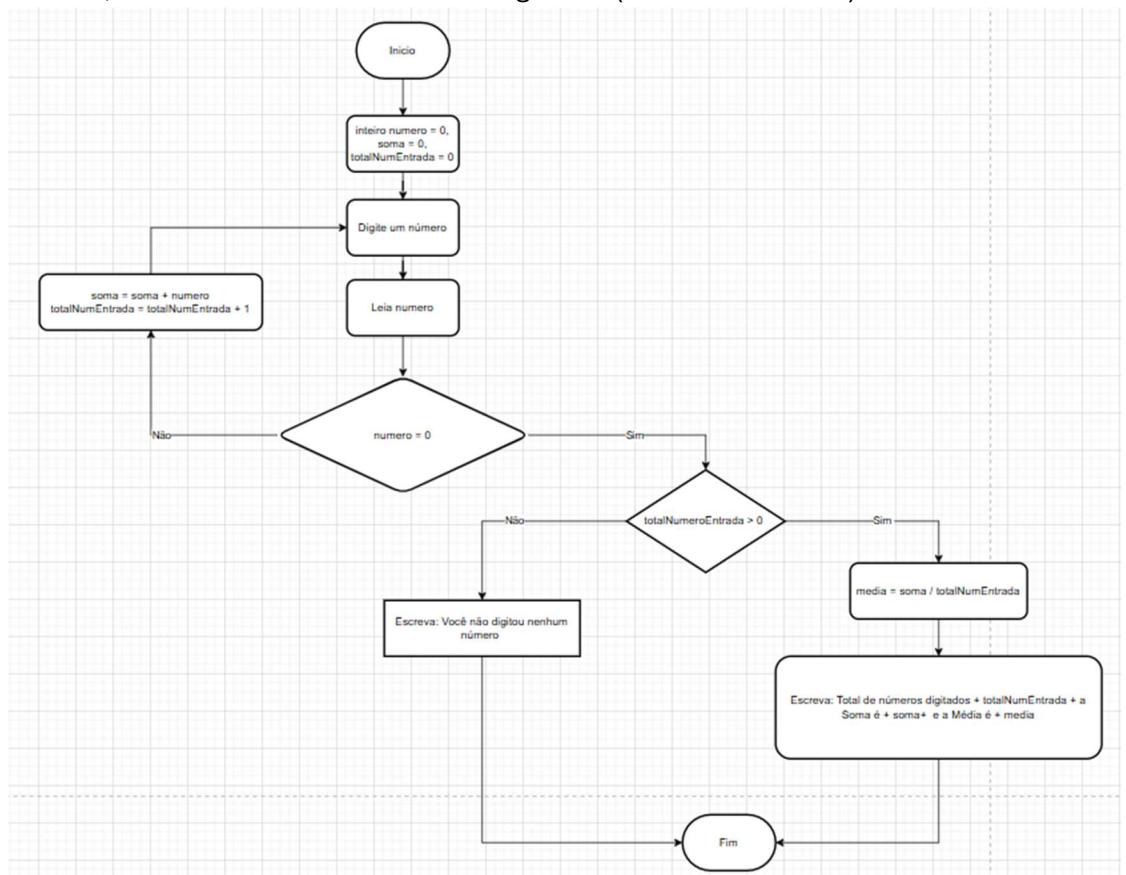 Inicio
inteiro numero = 0,
soma = 0,
totalNumEntrada = 0
Digite um número
soma = soma + numero
totalNumEntrada = totalNumEntrada + 1
Leia numero
Não
numero = 0
Sim
Não
totalNumeroEntrada > 0
Sim
media = soma / totalNumEntrada
Escreva: Você não digitou nenhum
número
Escreva: Total de números digitados + totalNumEntrada + a
Soma é + soma+ e a Média é + media
Fim